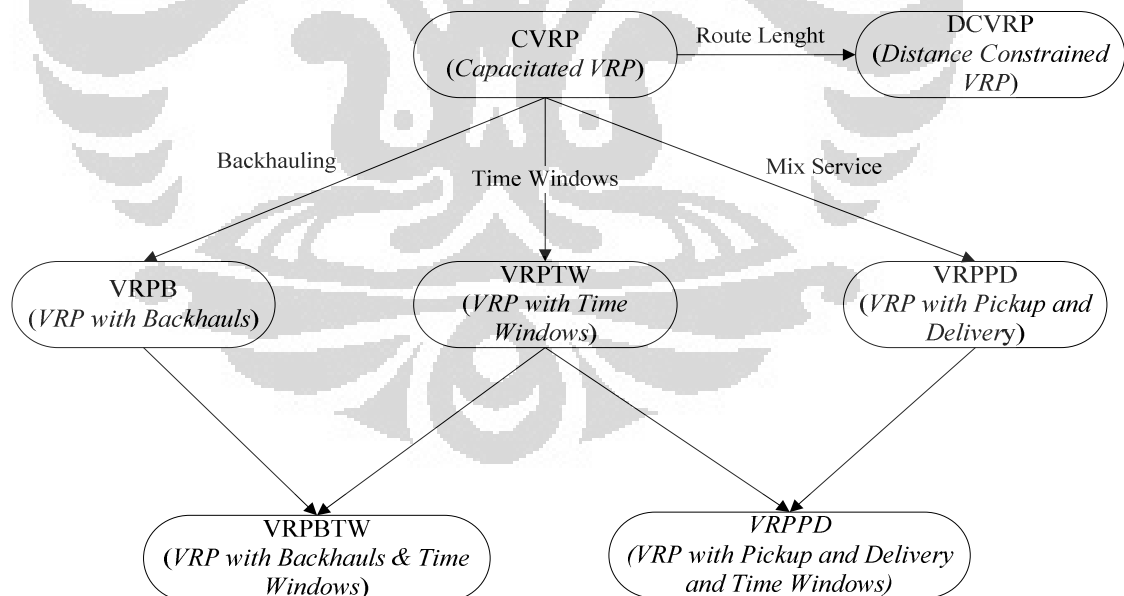 CVRP
(Capacitated VRP)
Route Lenght
DCVRP
(Distance Constrained
VRP)
Backhauling
Time Windows
Mix Service
VRPB
(VRP with Backhauls)
VRPTW
(VRP with Time
Windows)
VRPPD
(VRP with Pickup and
Delivery)
VRPBTW
(VRP with Backhauls & Time
Windows)
VRPPD
(VRP with Pickup and Delivery
and Time Windows)